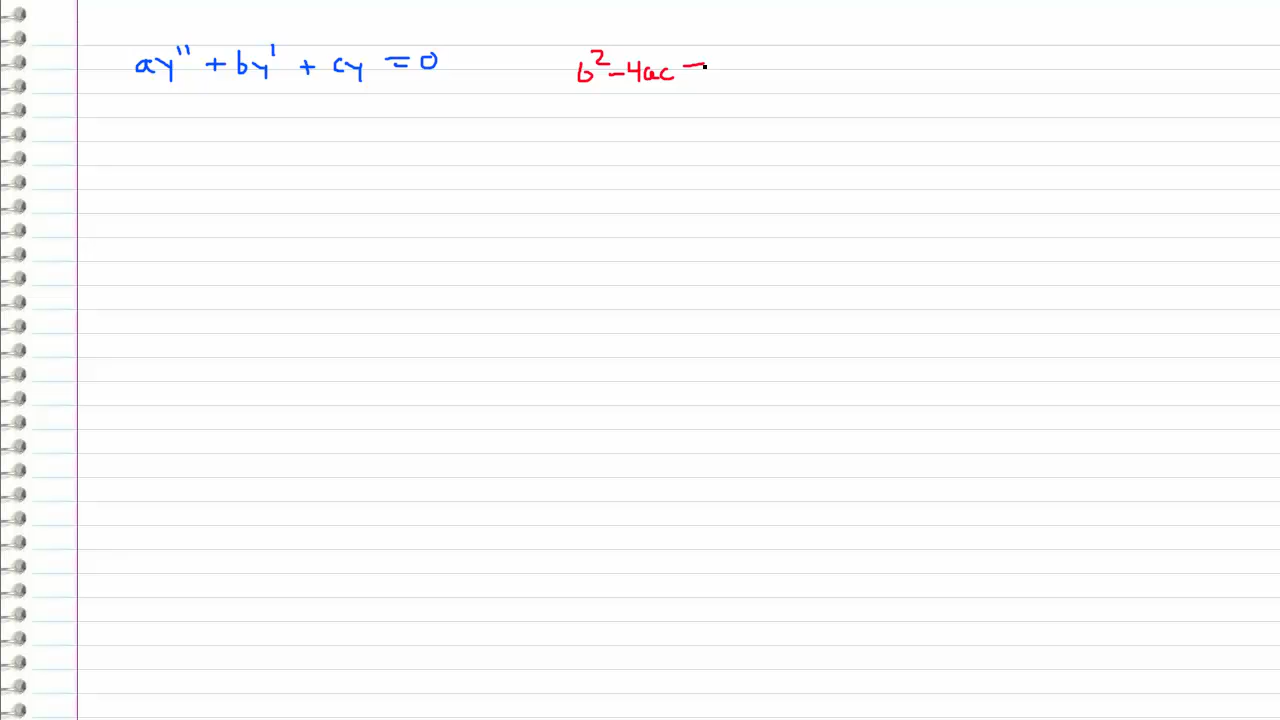 ay'' + by' + cy = 0 b² - 4ac -